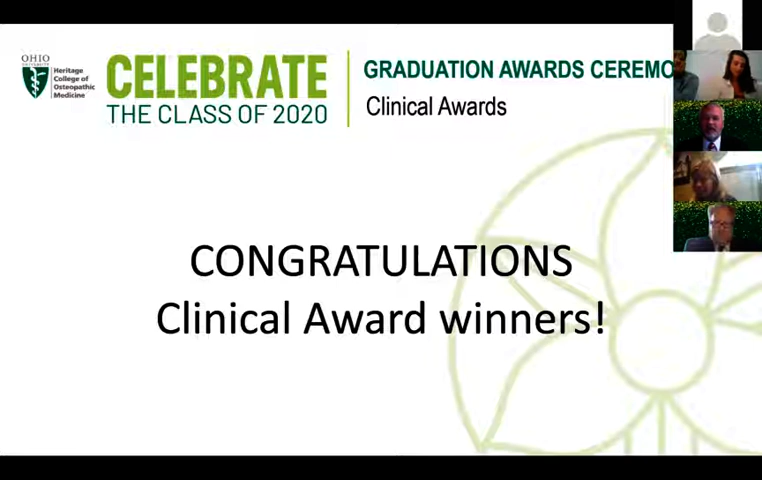 OHIO
UNIVERSITY
Heritage
College of
Osteopathic
Medicine
CELEBRATE
THE CLASS OF 2020
GRADUATION AWARDS CEREMO
Clinical Awards
CONGRATULATIONS
Clinical Award winners!